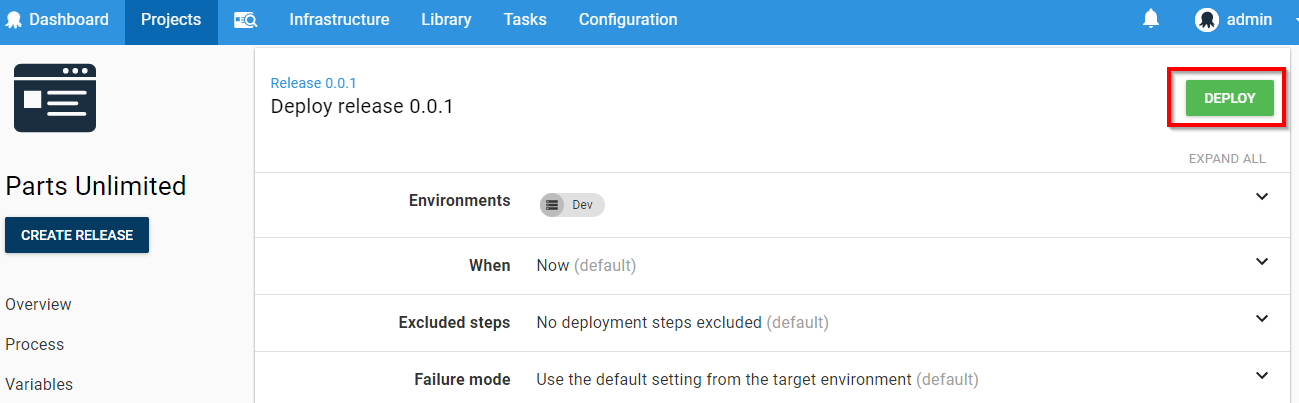 Dashboard Projects Infrastructure Library Tasks Configuration admin
Release 0.0.1
Deploy release 0.0.1
DEPLOY
EXPAND ALL
Parts Unlimited
CREATE RELEASE
Overview
Process
Variables
Environments Dev
When Now (default)
Excluded steps No deployment steps excluded (default)
Failure mode Use the default setting from the target environment (default)